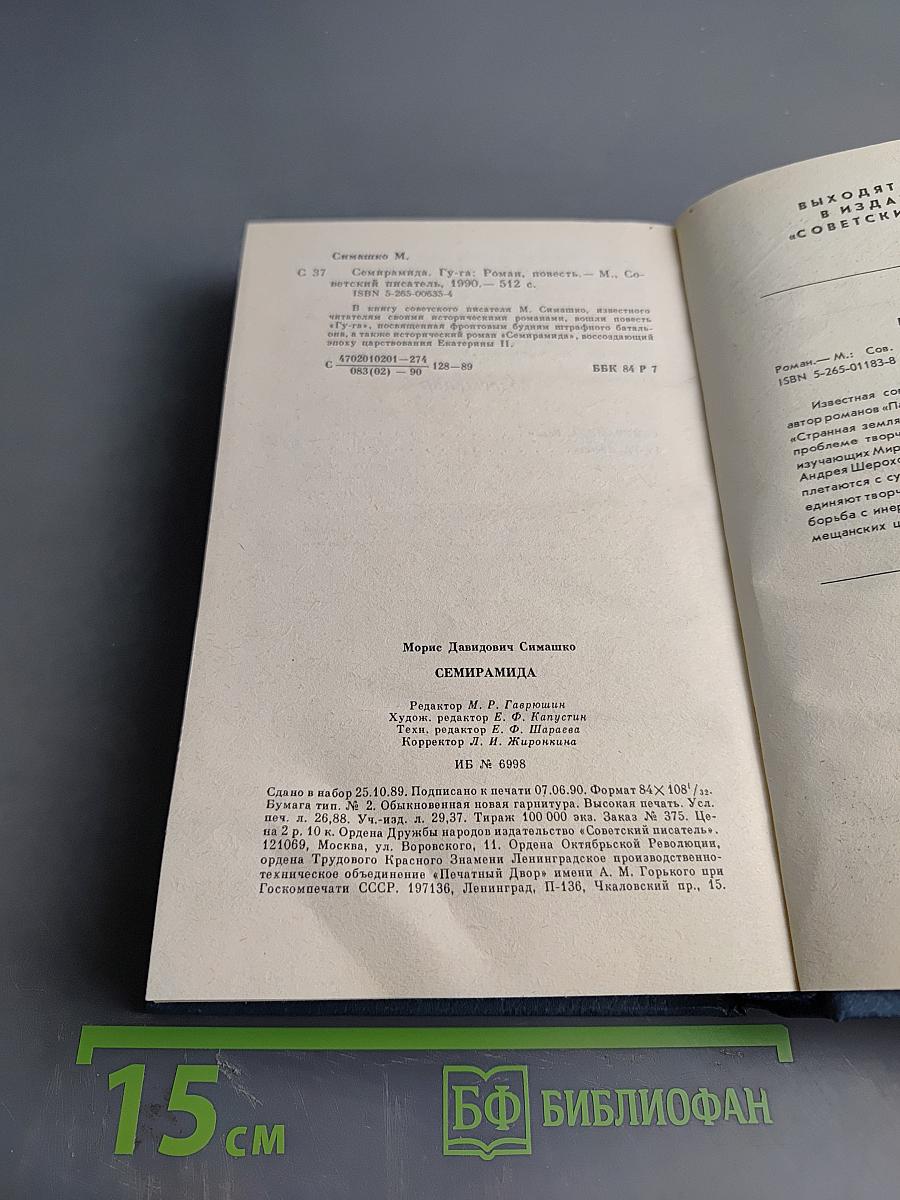 Симашко М.
С 37 Семирамида. Гу-га: Роман, повесть.— М., Со-
ветский писатель, 1990.— 512 с.
ISBN 5-265-00635-4
В книгу советского писателя М. Симашко, известного
читателям своими историческими романами, вошли повесть
«Гу-га», посвященная фронтовым будням штрафного баталь-
она, а также исторический роман «Семирамида», воссоздающий
эпоху царствования Екатерины II.
С 4702010201—274 / 083(02) — 90 128—89 ББК 84 Р 7
Морис Давидович Симашко
СЕМИРАМИДА
Редактор М. Р. Гаврюшин
Худож. редактор Е. Ф. Капустин
Техн. редактор Е. Ф. Шараева
Корректор Л. И. Жиронкина
ИБ № 6998
Сдано в набор 25.10.89. Подписано к печати 07.06.90. Формат 84×108¹/₃₂.
Бумага тип. № 2. Обыкновенная новая гарнитура. Высокая печать. Усл.
печ. л. 26,88. Уч.-изд. л. 29,37. Тираж 100 000 экз. Заказ № 375. Це-
на 2 р. 10 к. Ордена Дружбы народов издательство «Советский писатель».
121069, Москва, ул. Воровского, 11. Ордена Октябрьской Революции,
ордена Трудового Красного Знамени Ленинградское производственно-
техническое объединение «Печатный Двор» имени А. М. Горького при
Госкомпечати СССР. 197136, Ленинград, П-136, Чкаловский пр., 15.
ВЫХОДЯТ
В ИЗДА
«СОВЕТСКИ
Роман.— М.: Сов.
ISBN 5-265-01183-8
Известная со
автор романов «Па
«Странная земля
проблеме творч
изучающих Мир
Андрея Шерохо
плетаются с су
единяют творч
борьба с инер
мещанских ц
15 см
БФ БИБЛИОФАН